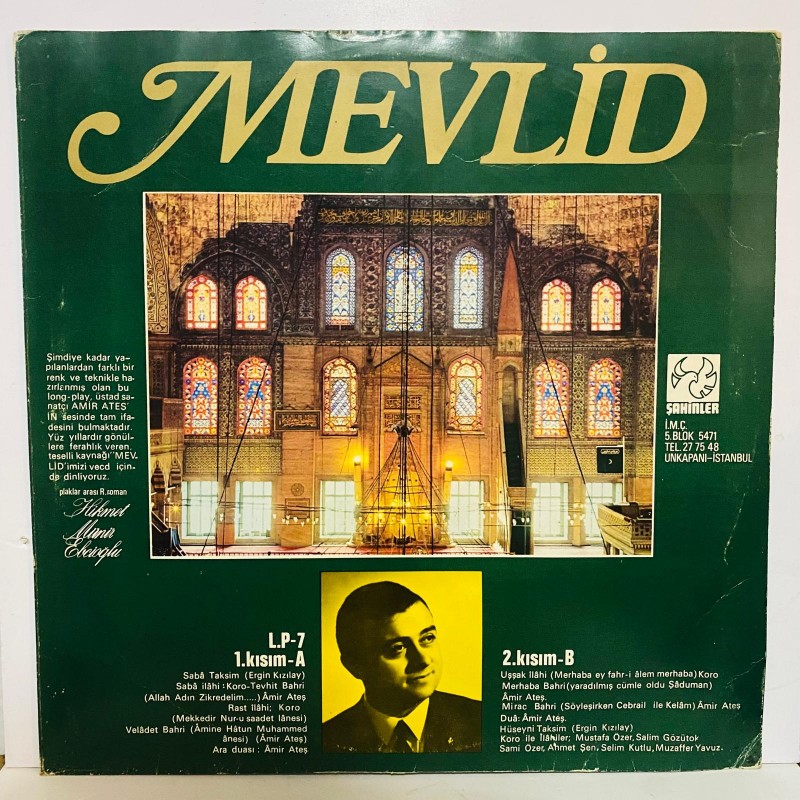 MEVLİD
Şimdiye kadar ya-
pılanlardan farklı bir
renk ve teknikle ha-
zırlanmış olan bu
long-play, üstad sa-
natçı AMİR ATEŞ'
İN sesinde tam ifa-
desini bulmaktadır.
Yüz yıllardır gönül-
lere ferahlık veren,
teselli kaynağı "MEV-
LİD'imizi vecd için-
de dinliyoruz.
plaklar arası R.roman
Hikmet
Münir
Ebcioğlu
ŞAHİNLER
İ.M.Ç.
5.BLOK 5471
TEL.27 75 48
UNKAPANI-İSTANBUL
L.P-7
1.kısım-A
Sabâ Taksim (Ergin Kızılay)
Sabâ ilâhi :Koro-Tevhit Bahri
(Allah Adın Zikredelim....) Âmir Ateş
Rast İlâhi; Koro
(Mekkedir Nur-u saadet lânesi)
Velâdet Bahri (Âmine Hâtun Muhammed
ânesi) (Âmir Ateş)
Ara duası : Âmir Ateş
2.kısım-B
Uşşak İlâhi (Merhaba ey fahr-i âlem merhaba) Koro
Merhaba Bahri (yaradılmış cümle oldu Şâduman)
Âmir Ateş.
Mirac Bahri (Söyleşirken Cebrail ile Kelâm) Âmir Ateş
Duâ: Âmir Ateş.
Hüseyni Taksim (Ergin Kızılay)
Koro ile İlâhiler; Mustafa Özer, Salim Gözütok
Sami Özer, Ahmet Şen, Selim Kutlu, Muzaffer Yavuz.